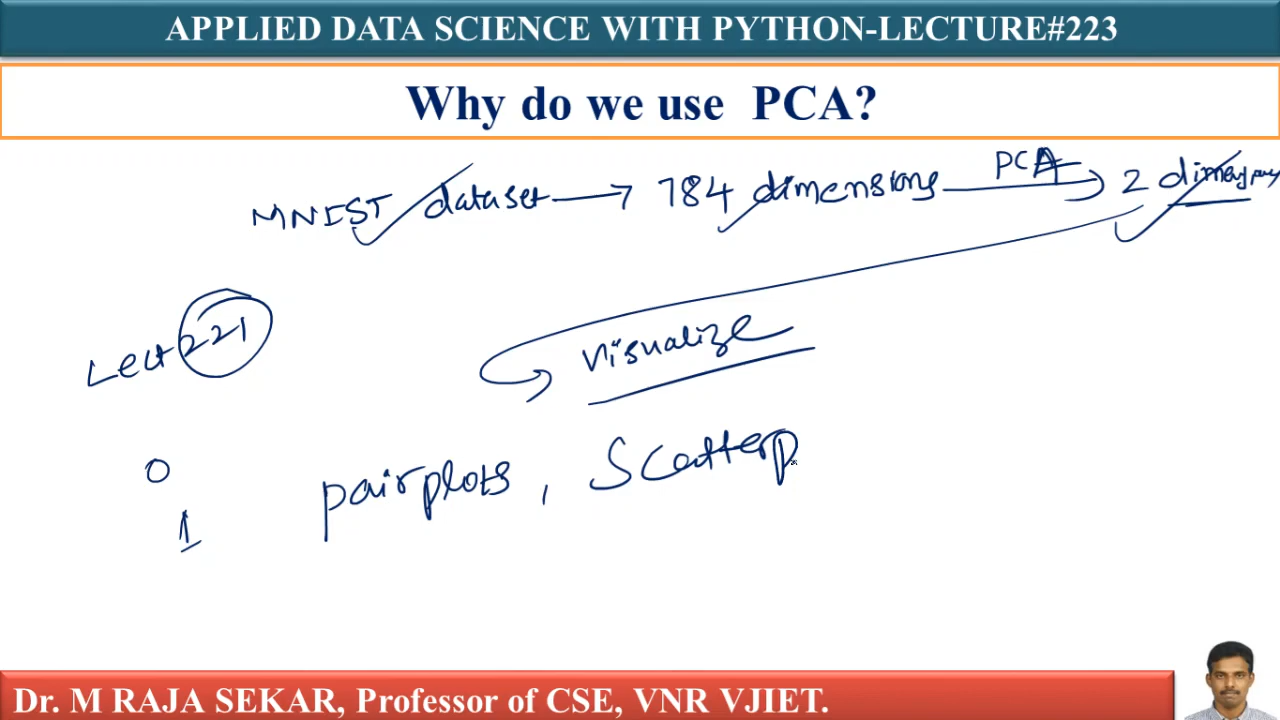 APPLIED DATA SCIENCE WITH PYTHON-LECTURE#223
Why do we use PCA?
MNIST dataset → 784 dimensions PCA → 2
Lect 221
Visualize
0
pairplots, Scatterp
1
Dr. M RAJA SEKAR, Professor of CSE, VNR VJIET.